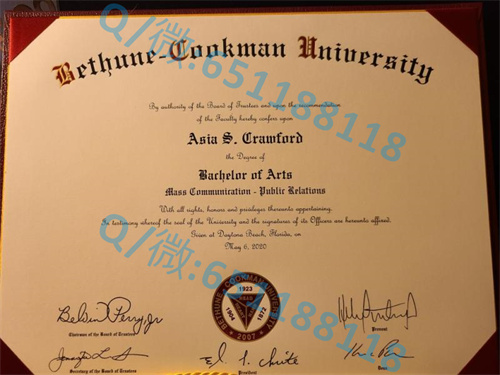 Bethune-Cookman University
By authority of the Board of Trustees and upon the recommendation
of the Faculty hereby confers upon
Asia S. Crawford
the Degree of
Bachelor of Arts
Mass Communication - Public Relations
With all rights, honors and privileges thereunto appertaining.
In testimony whereof the seal of the University and the signatures of its Officers are hereunto affixed.
Given at Daytona Beach, Florida, on
May 6, 2020
Q/微:651188118
Q/微:651188118
BETHUNE-COOKMAN UNIVERSITY
1923
1904
1872
2007
Chairman of the Board of Trustees
Secretary of the Board of Trustees
President
Dean